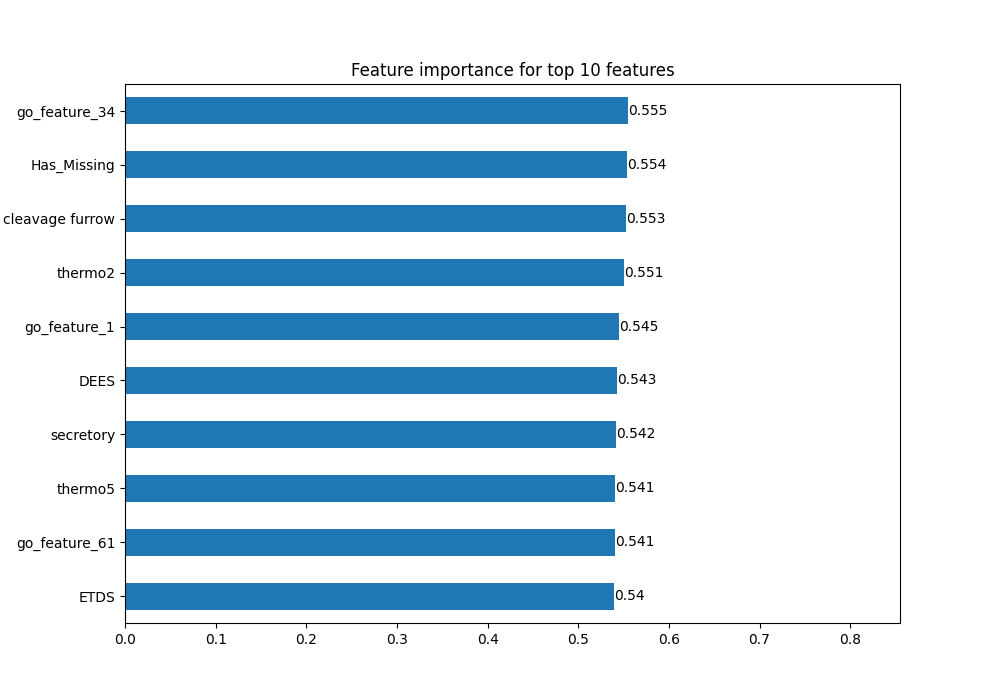 Feature importance for top 10 features
go_feature_34 0.555
Has_Missing 0.554
cleavage furrow 0.553
thermo2 0.551
go_feature_1 0.545
DEES 0.543
secretory 0.542
thermo5 0.541
go_feature_61 0.541
ETDS 0.54
0.0 0.1 0.2 0.3 0.4 0.5 0.6 0.7 0.8